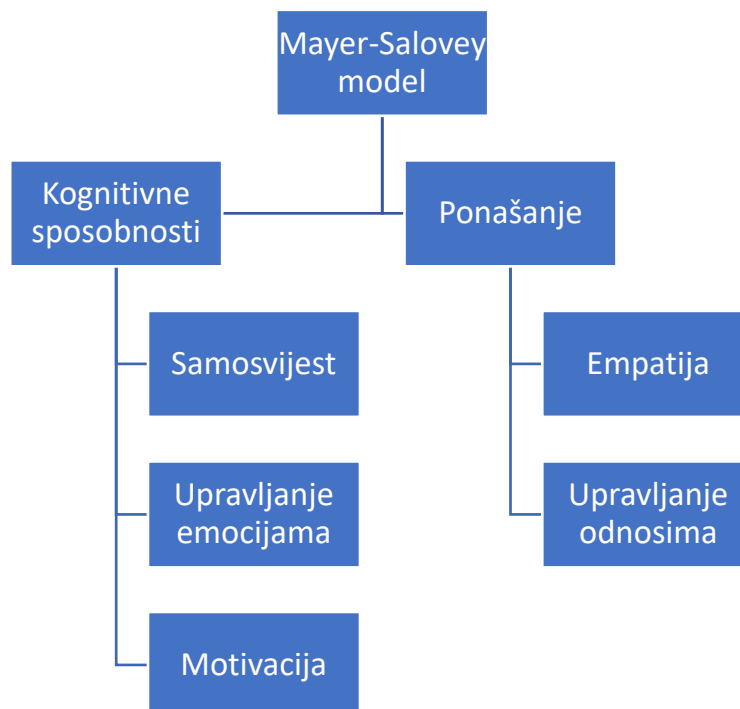 Mayer-Salovey
model
Kognitivne
sposobnosti
Ponašanje
Samosvijest
Empatija
Upravljanje
emocijama
Upravljanje
odnosima
Motivacija